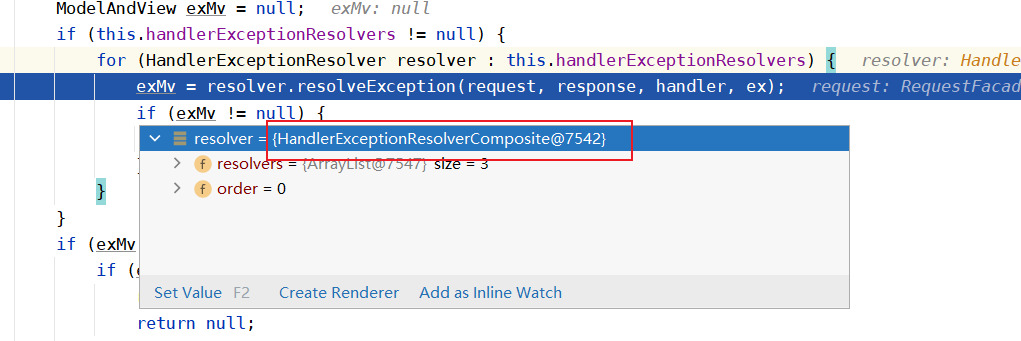 ModelAndView exMv = null;   exMv: null
if (this.handlerExceptionResolvers != null) {
for (HandlerExceptionResolver resolver : this.handlerExceptionResolvers) {   resolver: Handle
exMv = resolver.resolveException(request, response, handler, ex);   request: RequestFacad
if (exMv != null) {
resolver = {HandlerExceptionResolverComposite@7542}
resolvers = {ArrayList@7547} size = 3
order = 0
}
}
if (exMv
if (
Set Value F2 Create Renderer Add as Inline Watch
return null;